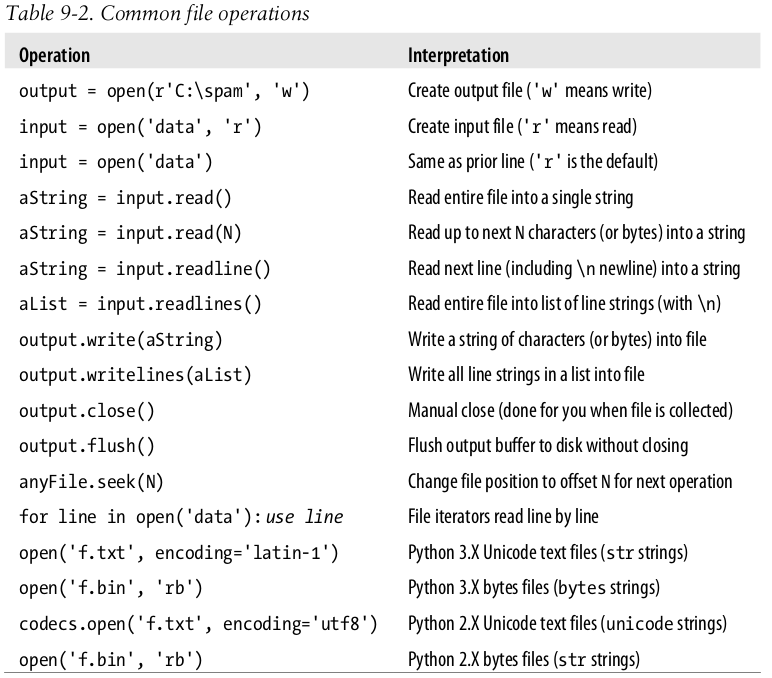 Table 9-2. Common file operations
Operation Interpretation
output = open(r'C:\spam', 'w') Create output file ('w' means write)
input = open('data', 'r') Create input file ('r' means read)
input = open('data') Same as prior line ('r' is the default)
aString = input.read() Read entire file into a single string
aString = input.read(N) Read up to next N characters (or bytes) into a string
aString = input.readline() Read next line (including \n newline) into a string
aList = input.readlines() Read entire file into list of line strings (with \n)
output.write(aString) Write a string of characters (or bytes) into file
output.writelines(aList) Write all line strings in a list into file
output.close() Manual close (done for you when file is collected)
output.flush() Flush output buffer to disk without closing
anyFile.seek(N) Change file position to offset N for next operation
for line in open('data'): use line File iterators read line by line
open('f.txt', encoding='latin-1') Python 3.X Unicode text files (str strings)
open('f.bin', 'rb') Python 3.X bytes files (bytes strings)
codecs.open('f.txt', encoding='utf8') Python 2.X Unicode text files (unicode strings)
open('f.bin', 'rb') Python 2.X bytes files (str strings)